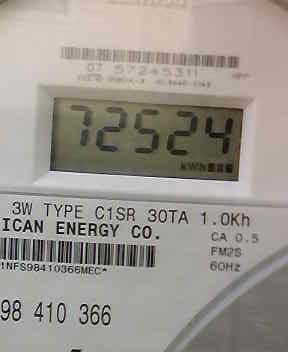 07 57245311
72524
kWh
3W TYPE C1SR 30TA 1.0Kh
ICAN ENERGY CO.
CA 0.5
FM2S
60Hz
1NFS98410366MEC*
98 410 366